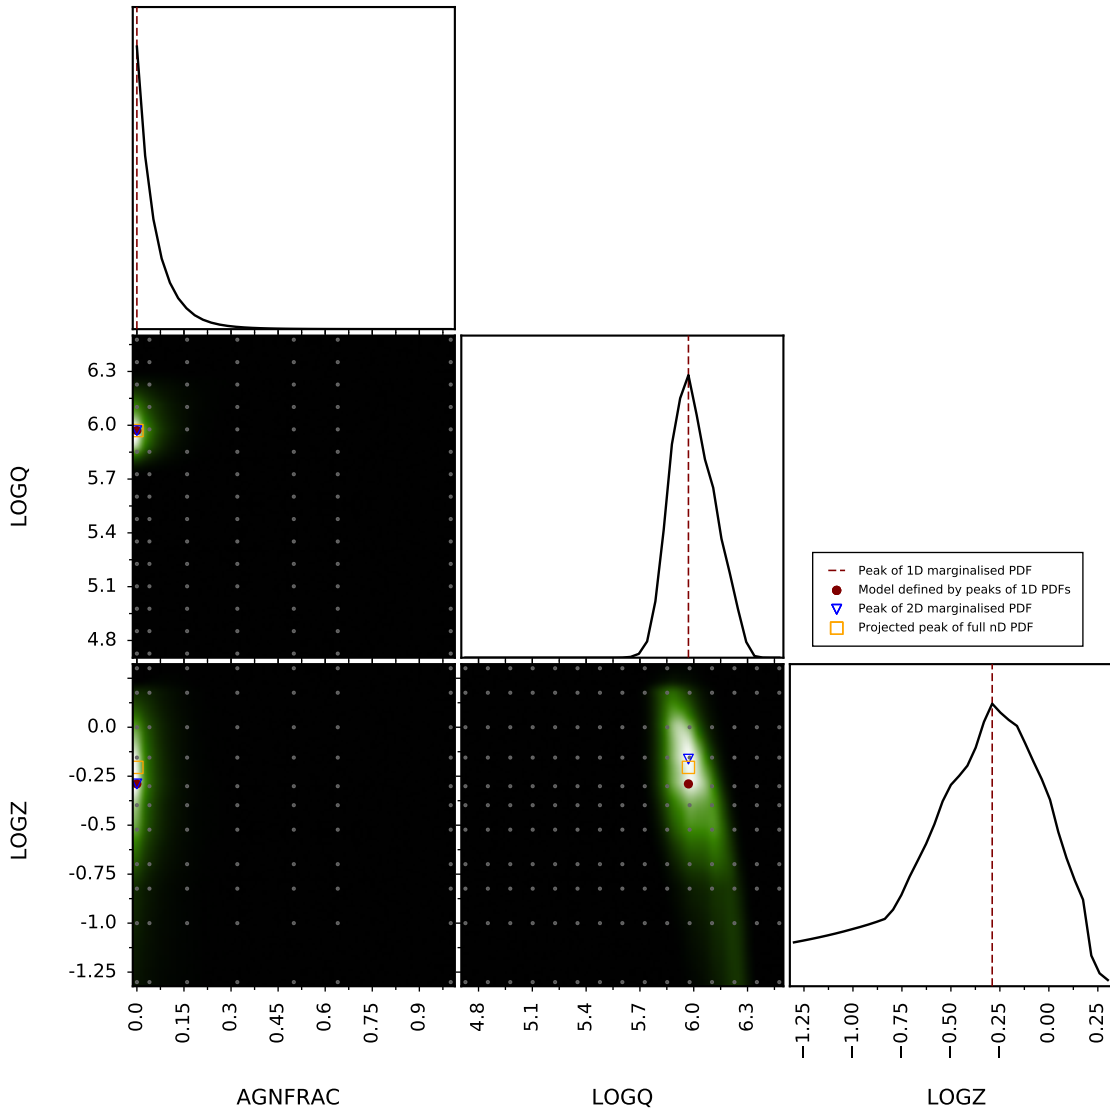 6.3
6.0
5.7
5.4
5.1
4.8
LOGQ
Peak of 1D marginalised PDF
Model defined by peaks of 1D PDFs
Peak of 2D marginalised PDF
Projected peak of full nD PDF
0.0
-0.25
-0.5
-0.75
-1.0
-1.25
LOGZ
0.0 0.15 0.3 0.45 0.6 0.75 0.9
4.8 5.1 5.4 5.7 6.0 6.3
−1.25 −1.00 −0.75 −0.50 −0.25 0.00 0.25
AGNFRAC LOGQ LOGZ